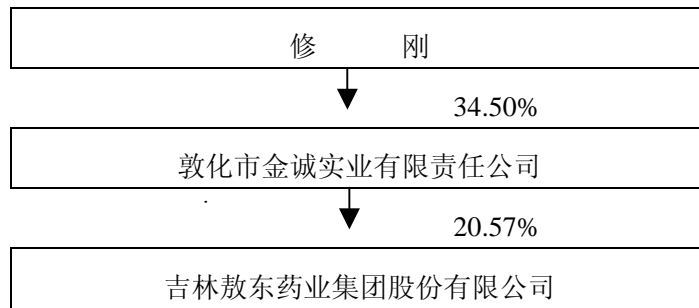 修 刚
34.50%
敦化市金诚实业有限责任公司
20.57%
吉林敖东药业集团股份有限公司